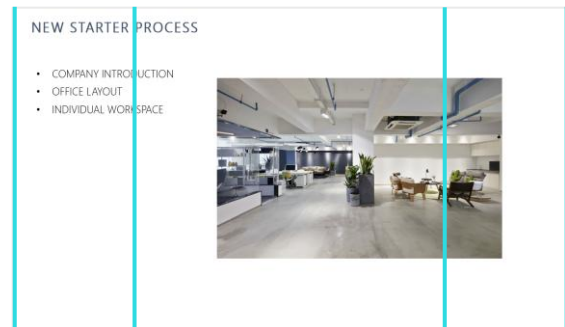 NEW STARTER PROCESS
• COMPANY INTRODUCTION
• OFFICE LAYOUT
• INDIVIDUAL WORKSPACE